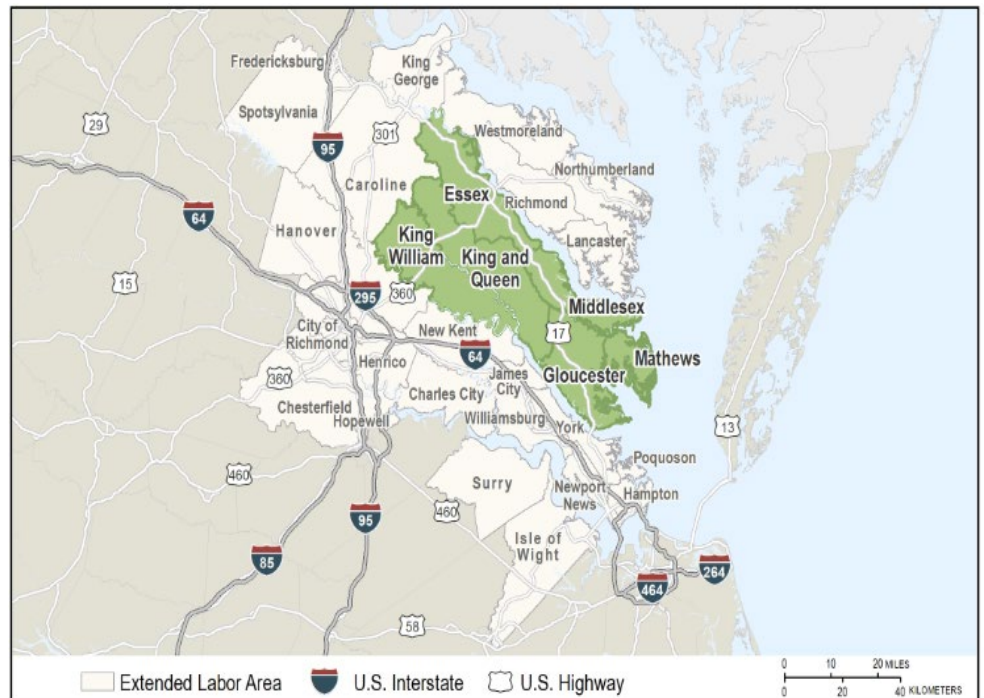 Fredericksburg
King
George
Spotsylvania
29
95
301
Westmoreland
Northumberland
Caroline
Essex
Richmond
64
Hanover
King
William
King and
Queen
Lancaster
15
295
360
Middlesex
City of
Richmond
New Kent
17
Mathews
Henrico
64
James
City
Gloucester
360
Charles City
Chesterfield
Hopewell
Williamsburg
York
13
Poquoson
460
Surry
Newport
News
Hampton
95
460
Isle of
Wight
85
264
464
58
0 10 20 MILES
Extended Labor Area U.S. Interstate U.S. Highway
0 20 40 KILOMETERS